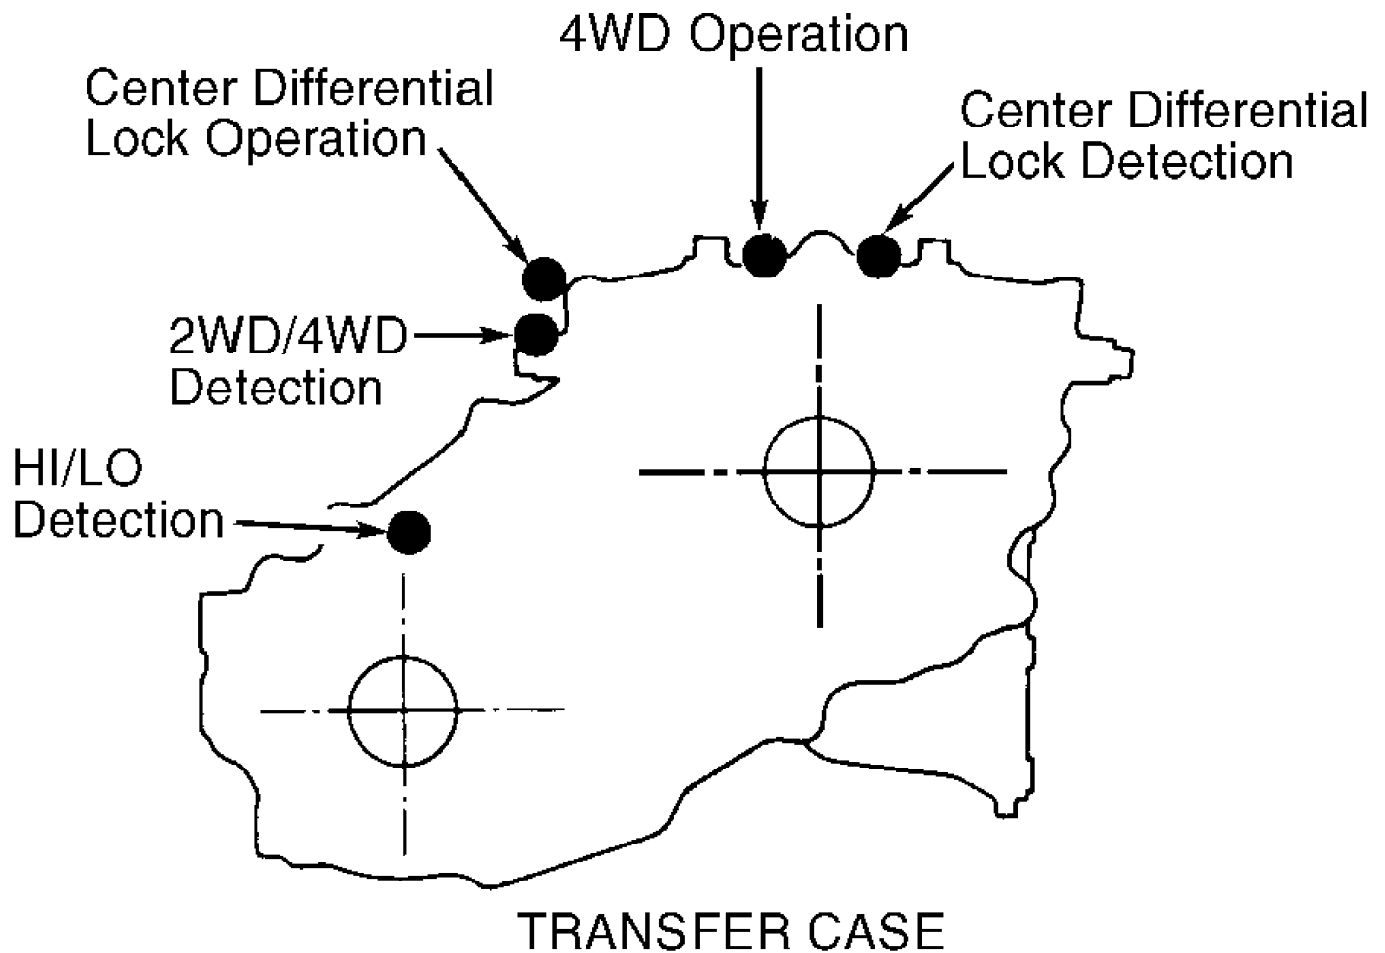 4WD Operation
Center Differential
Lock Operation
Center Differential
Lock Detection
2WD/4WD
Detection
HI/LO
Detection
TRANSFER CASE